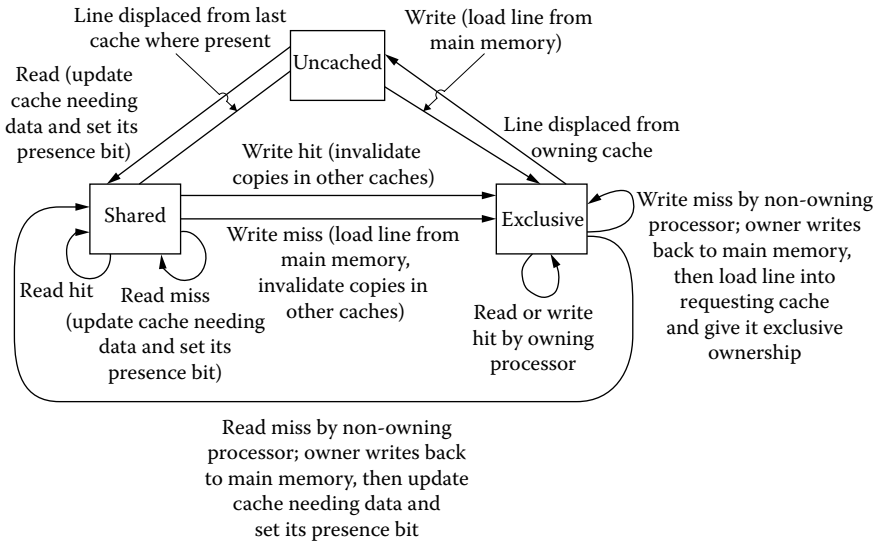 Line displaced from last
cache where present
Write (load line from
main memory)
Uncached
Read (update
cache needing
data and set its
presence bit)
Line displaced from
owning cache
Write hit (invalidate
copies in other caches)
Shared
Exclusive
Write miss by non-owning
processor; owner writes
back to main memory,
then load line into
requesting cache
and give it exclusive
ownership
Write miss (load line from
main memory,
invalidate copies in
other caches)
Read hit
Read miss
(update cache needing
data and set its
presence bit)
Read or write
hit by owning
processor
Read miss by non-owning
processor; owner writes back
to main memory, then update
cache needing data and
set its presence bit